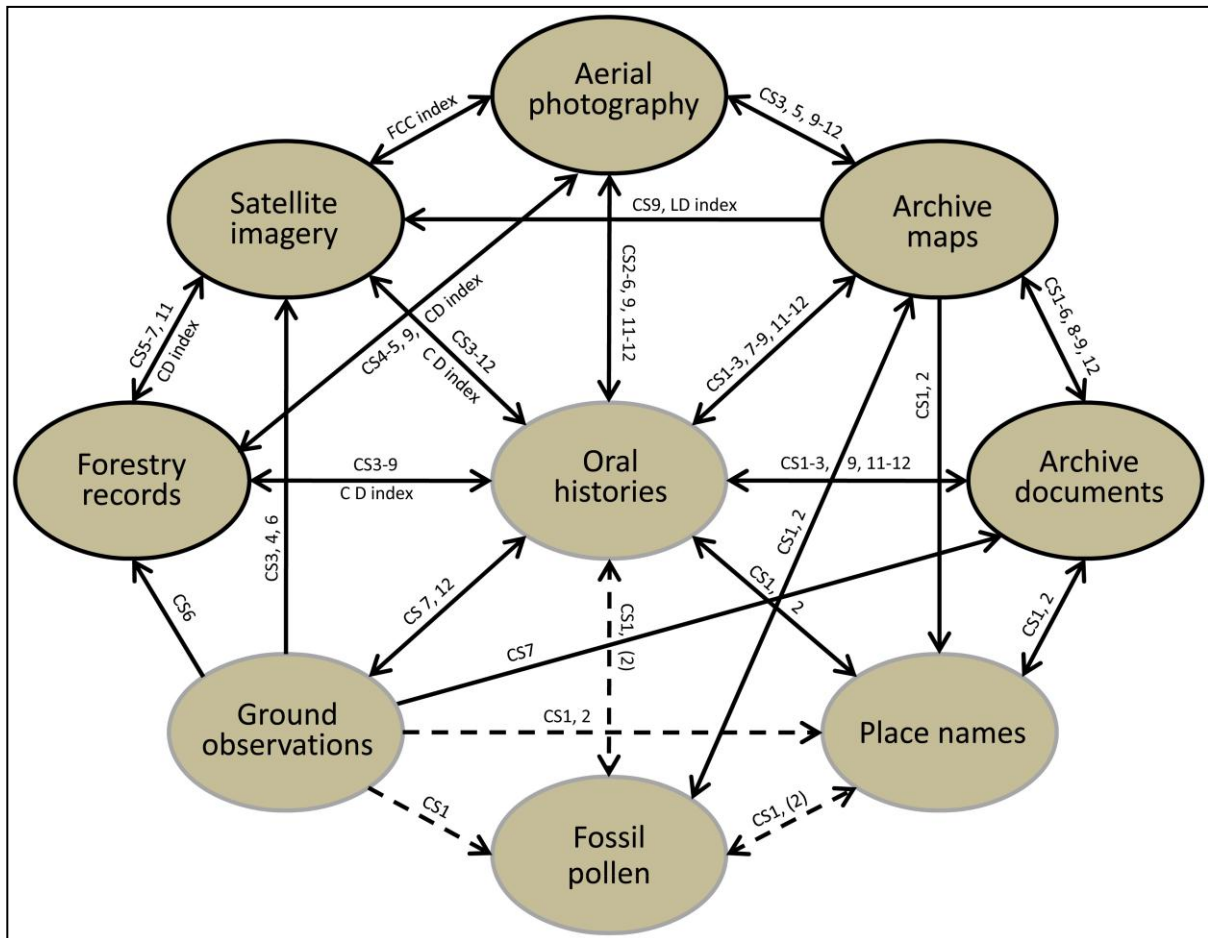 Aerial
photography
FCC index
CS3, 5, 9-12
Satellite
imagery
CS9, LD index
Archive
maps
CS2-6, 9, 11-12
CS4-5, 9, CD index
CS3-12
C D index
CS1-3, 7-9, 11-12
CS1-6, 8-9, 12
CS5-7, 11
CD index
CS1, 2
Forestry
records
CS3-9
C D index
Oral
histories
CS1-3, 9, 11-12
Archive
documents
CS3, 4, 6
CS1, 2
CS6
CS 7, 12
CS1, (2)
CS1, 2
CS1, 2
CS7
Ground
observations
CS1, 2
Place names
CS1
Fossil
pollen
CS1, (2)